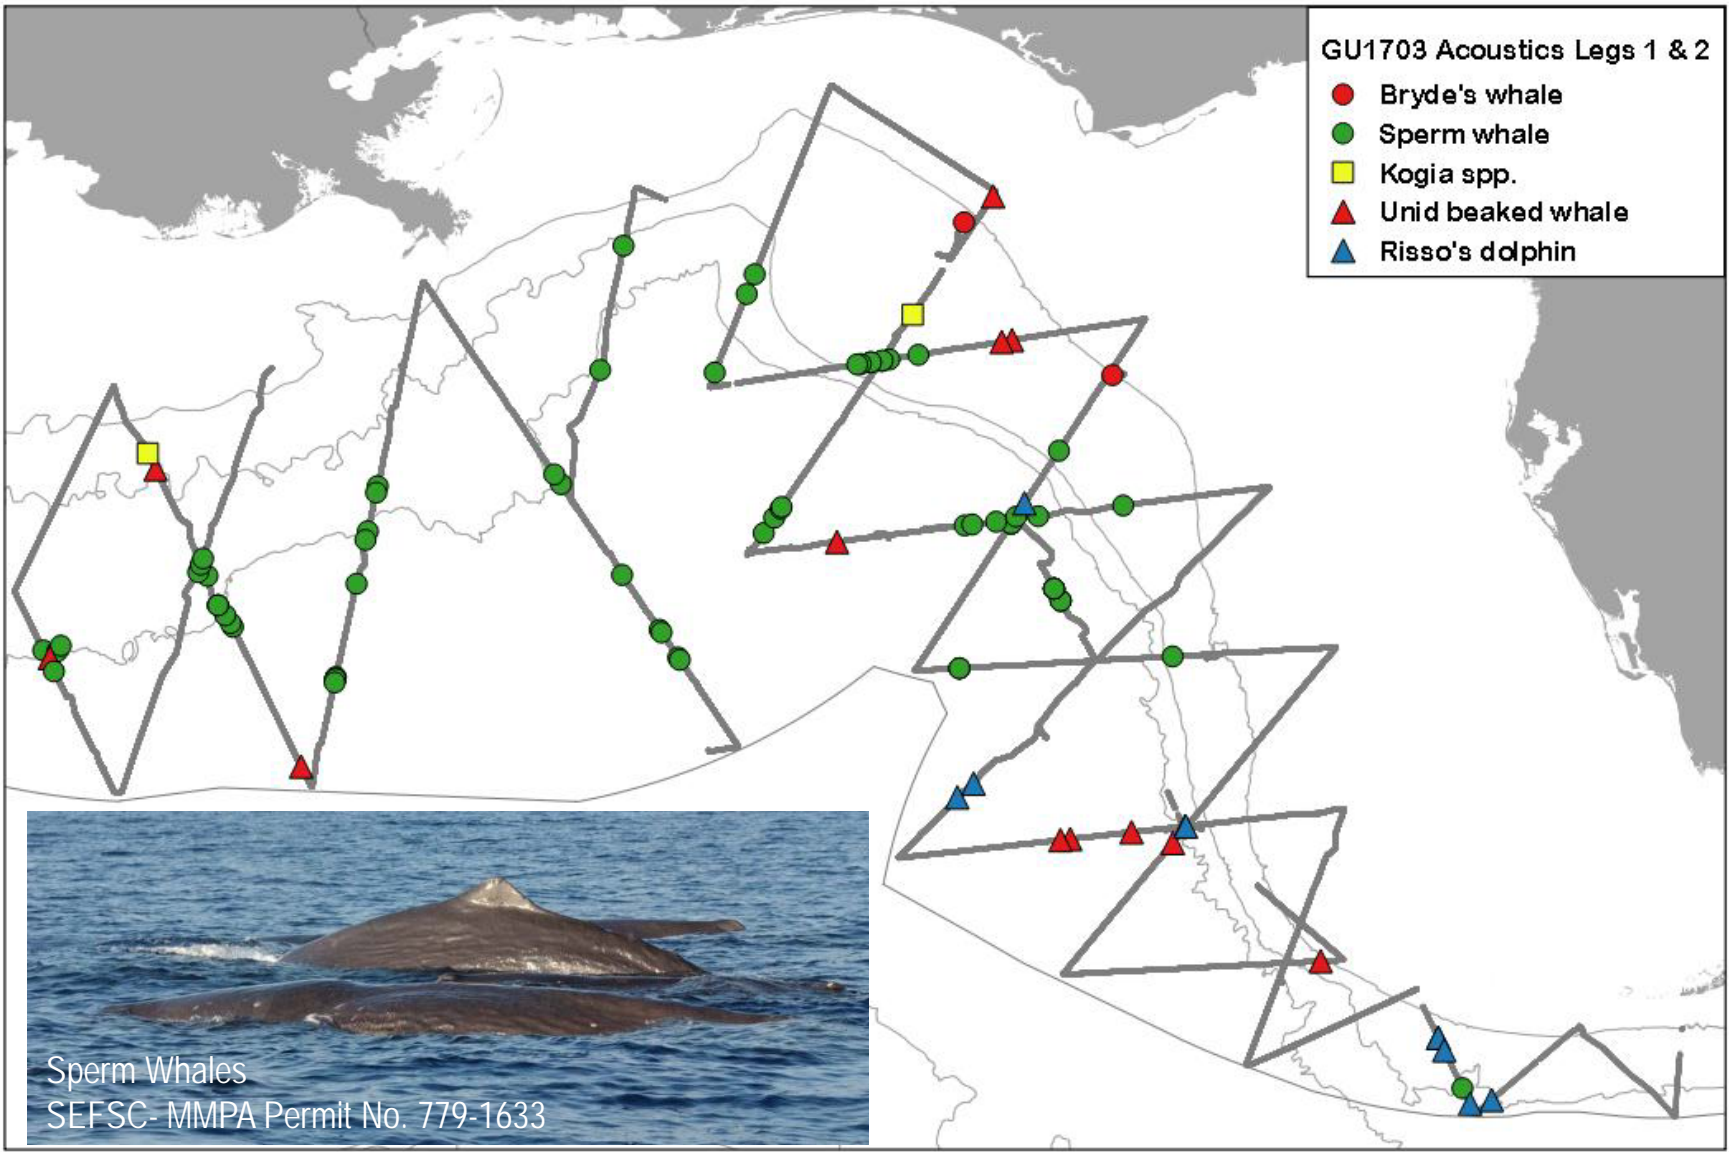 GU1703 Acoustics Legs 1 & 2
Bryde's whale
Sperm whale
Kogia spp.
Unid beaked whale
Risso's dolphin
Sperm Whales
SEFSC- MMPA Permit No. 779-1633